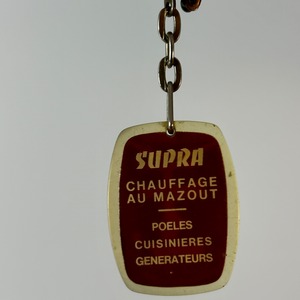 SUPRA
CHAUFFAGE
AU MAZOUT
POELES
CUISINIERES
GENERATEURS